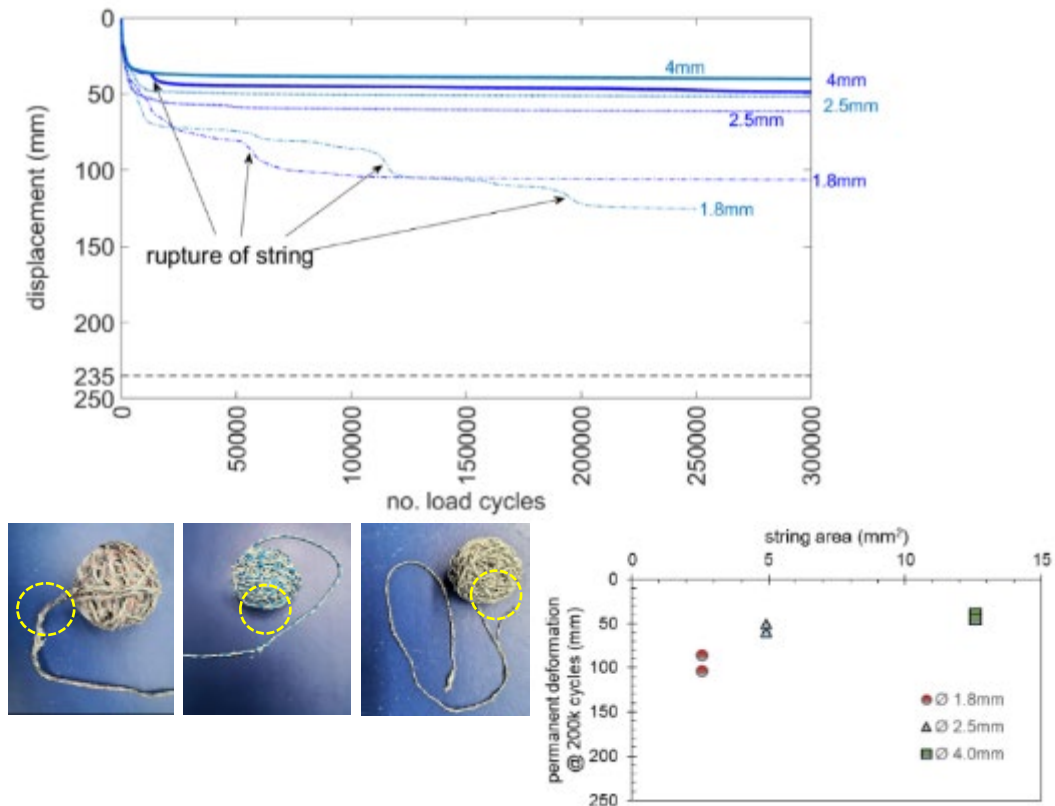 0
50
100
150
200
235
250
displacement (mm)
4mm
4mm
2.5mm
2.5mm
1.8mm
1.8mm
rupture of string
0
50000
100000
150000
200000
250000
300000
no. load cycles
string area (mm²)
0 5 10 15
0
50
100
150
200
250
permanent deformation
@ 200k cycles (mm)
Ø 1.8mm
Ø 2.5mm
Ø 4.0mm